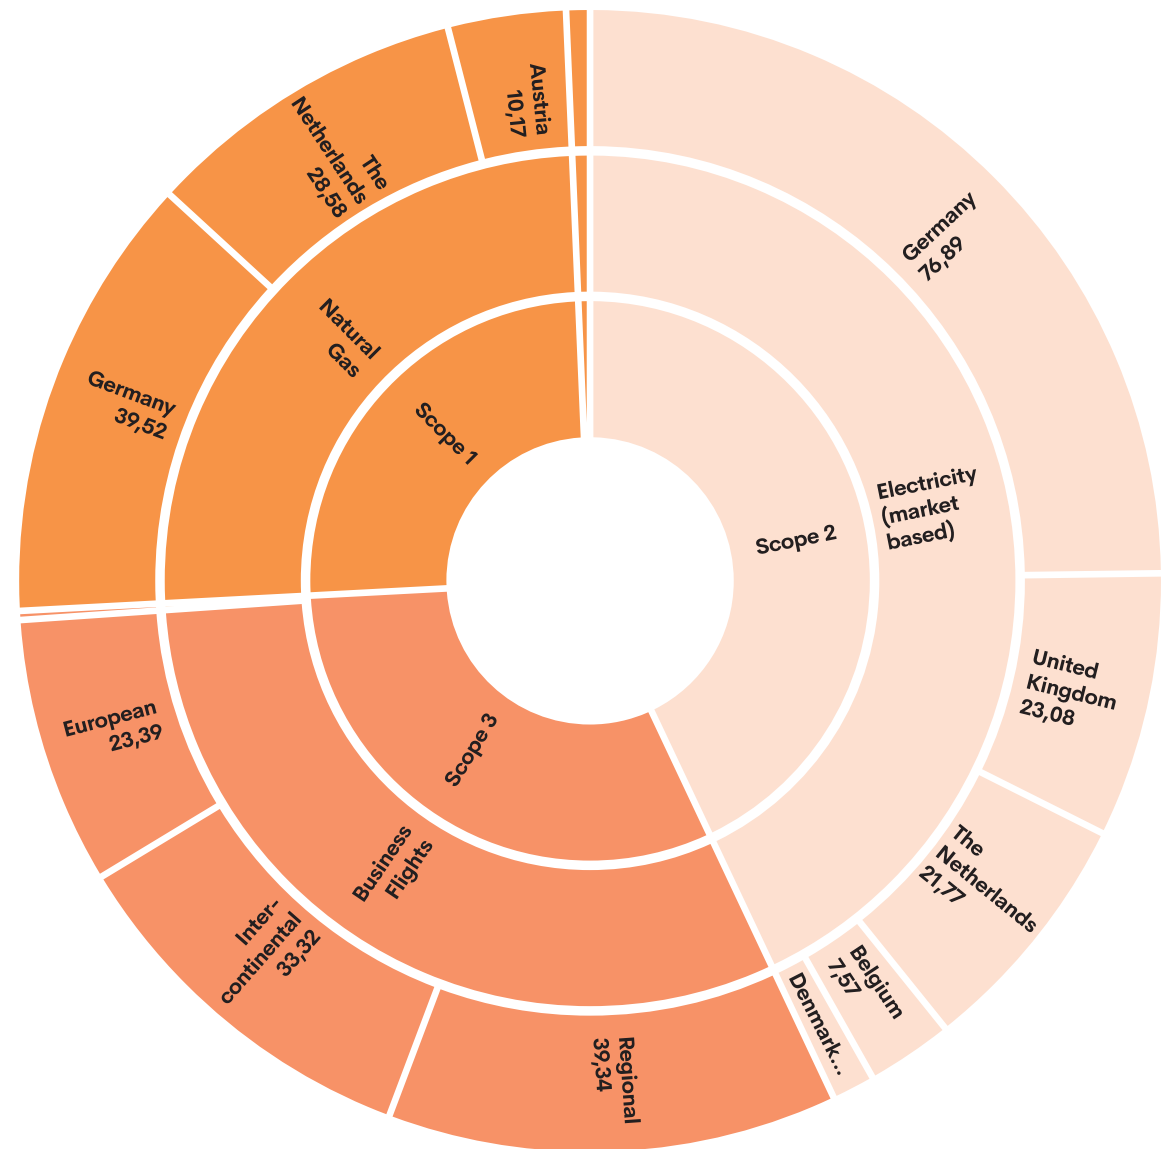 Scope 1
Scope 2
Scope 3
Natural
Gas
Electricity
(market
based)
Business
Flights
Austria
10,17
The
Netherlands
28,58
Germany
39,52
Germany
76,89
United
Kingdom
23,08
The
Netherlands
21,77
Belgium
7,57
Denmark...
Regional
39,34
Inter-
continental
33,32
European
23,39